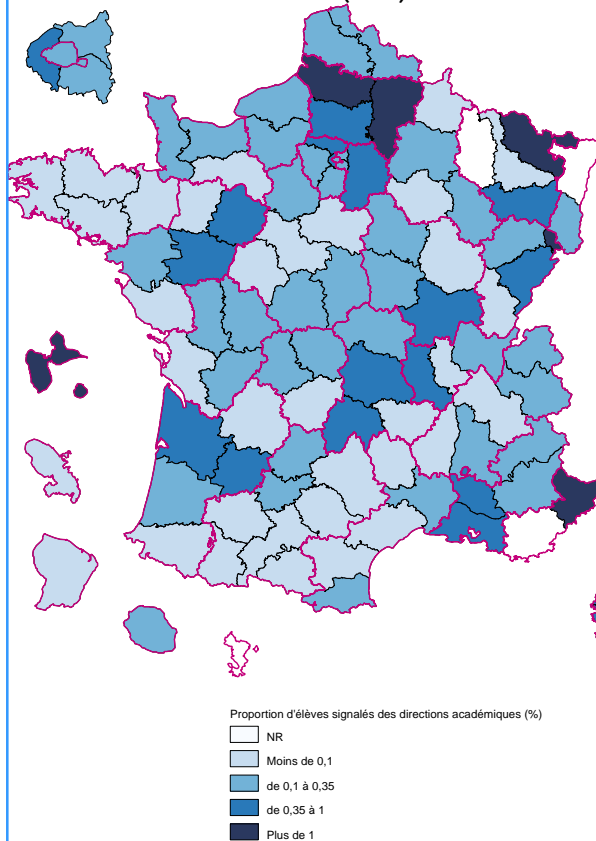 Proportion d'élèves signalés des directions académiques (%)
NR
Moins de 0,1
de 0,1 à 0,35
de 0,35 à 1
Plus de 1